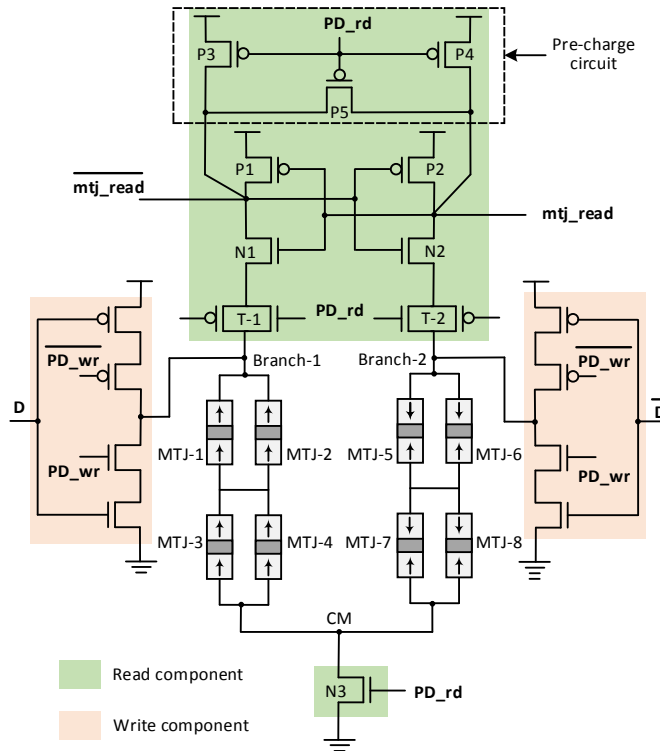 PD_rd
P3
P4
Pre-charge
circuit
P5
P1
P2
mtj_read
mtj_read
N1
N2
T-1
PD_rd
T-2
Branch-1
Branch-2
PD_wr
PD_wr
D
D
MTJ-1
MTJ-2
MTJ-5
MTJ-6
PD_wr
PD_wr
MTJ-3
MTJ-4
MTJ-7
MTJ-8
CM
Read component
N3
PD_rd
Write component